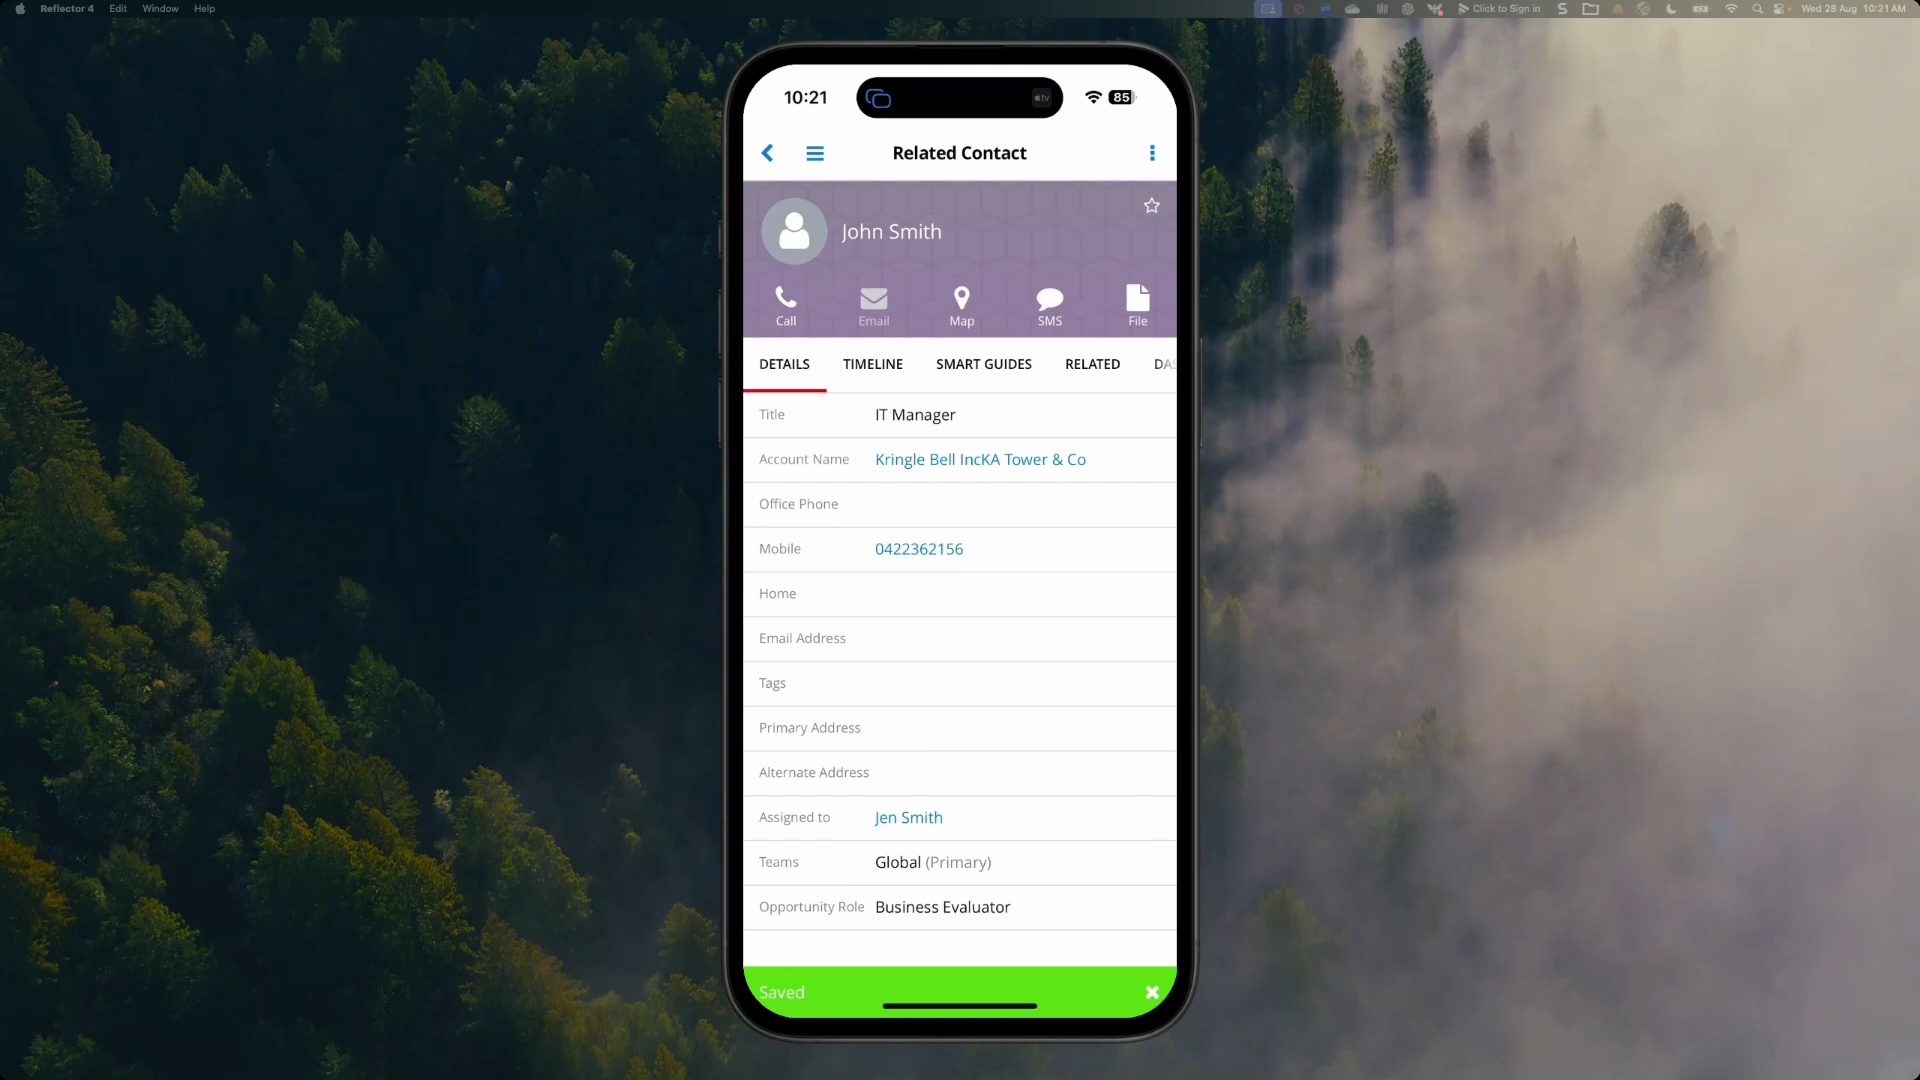 Reflector 4 Edit Window Help Click to Sign in Wed 28 Aug 10:21 AM
10:21 tv 85
Related Contact
John Smith
Call Email Map SMS File
DETAILS TIMELINE SMART GUIDES RELATED DAS
Title IT Manager
Account Name Kringle Bell IncKA Tower & Co
Office Phone
Mobile 0422362156
Home
Email Address
Tags
Primary Address
Alternate Address
Assigned to Jen Smith
Teams Global (Primary)
Opportunity Role Business Evaluator
Saved